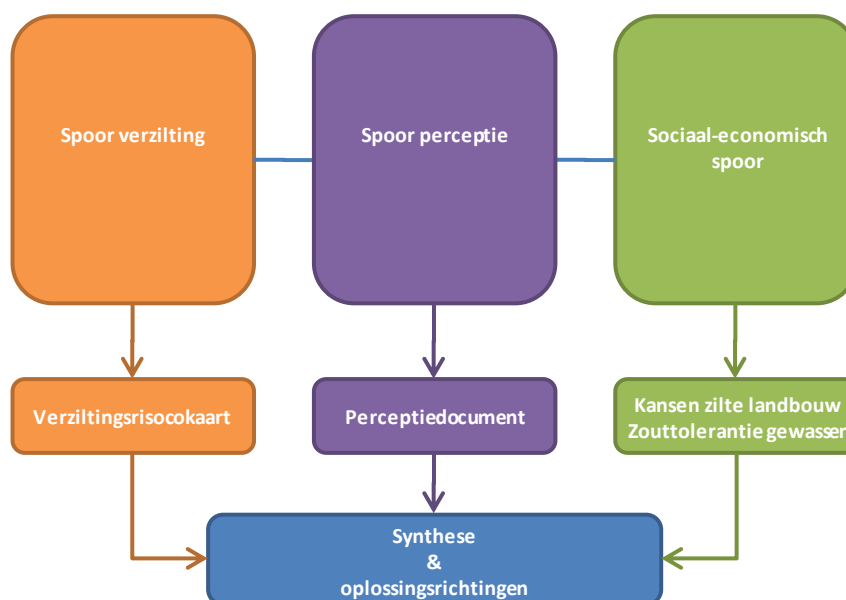 Spoor verzilting
Spoor perceptie
Sociaal-economisch
spoor
Verziltingsrisocokaart
Perceptiedocument
Kansen zilte landbouw
Zouttolerantie gewassen
Synthese
&
oplossingsrichtingen